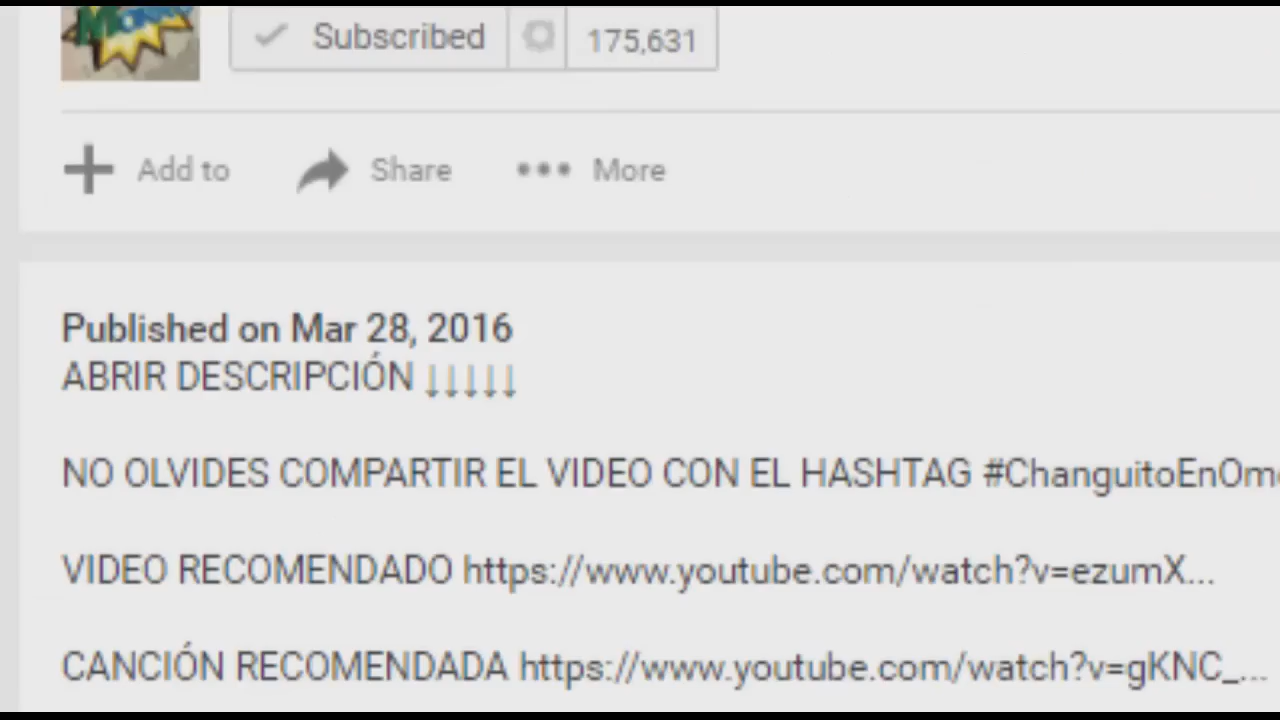 Subscribed 175,631
Add to Share More
Published on Mar 28, 2016
ABRIR DESCRIPCIÓN ↓↓↓↓↓
NO OLVIDES COMPARTIR EL VIDEO CON EL HASHTAG
VIDEO RECOMENDADO https://www.youtube.com/watch?v=ezumX...
CANCIÓN RECOMENDADA https://www.youtube.com/watch?v=gKNC_...